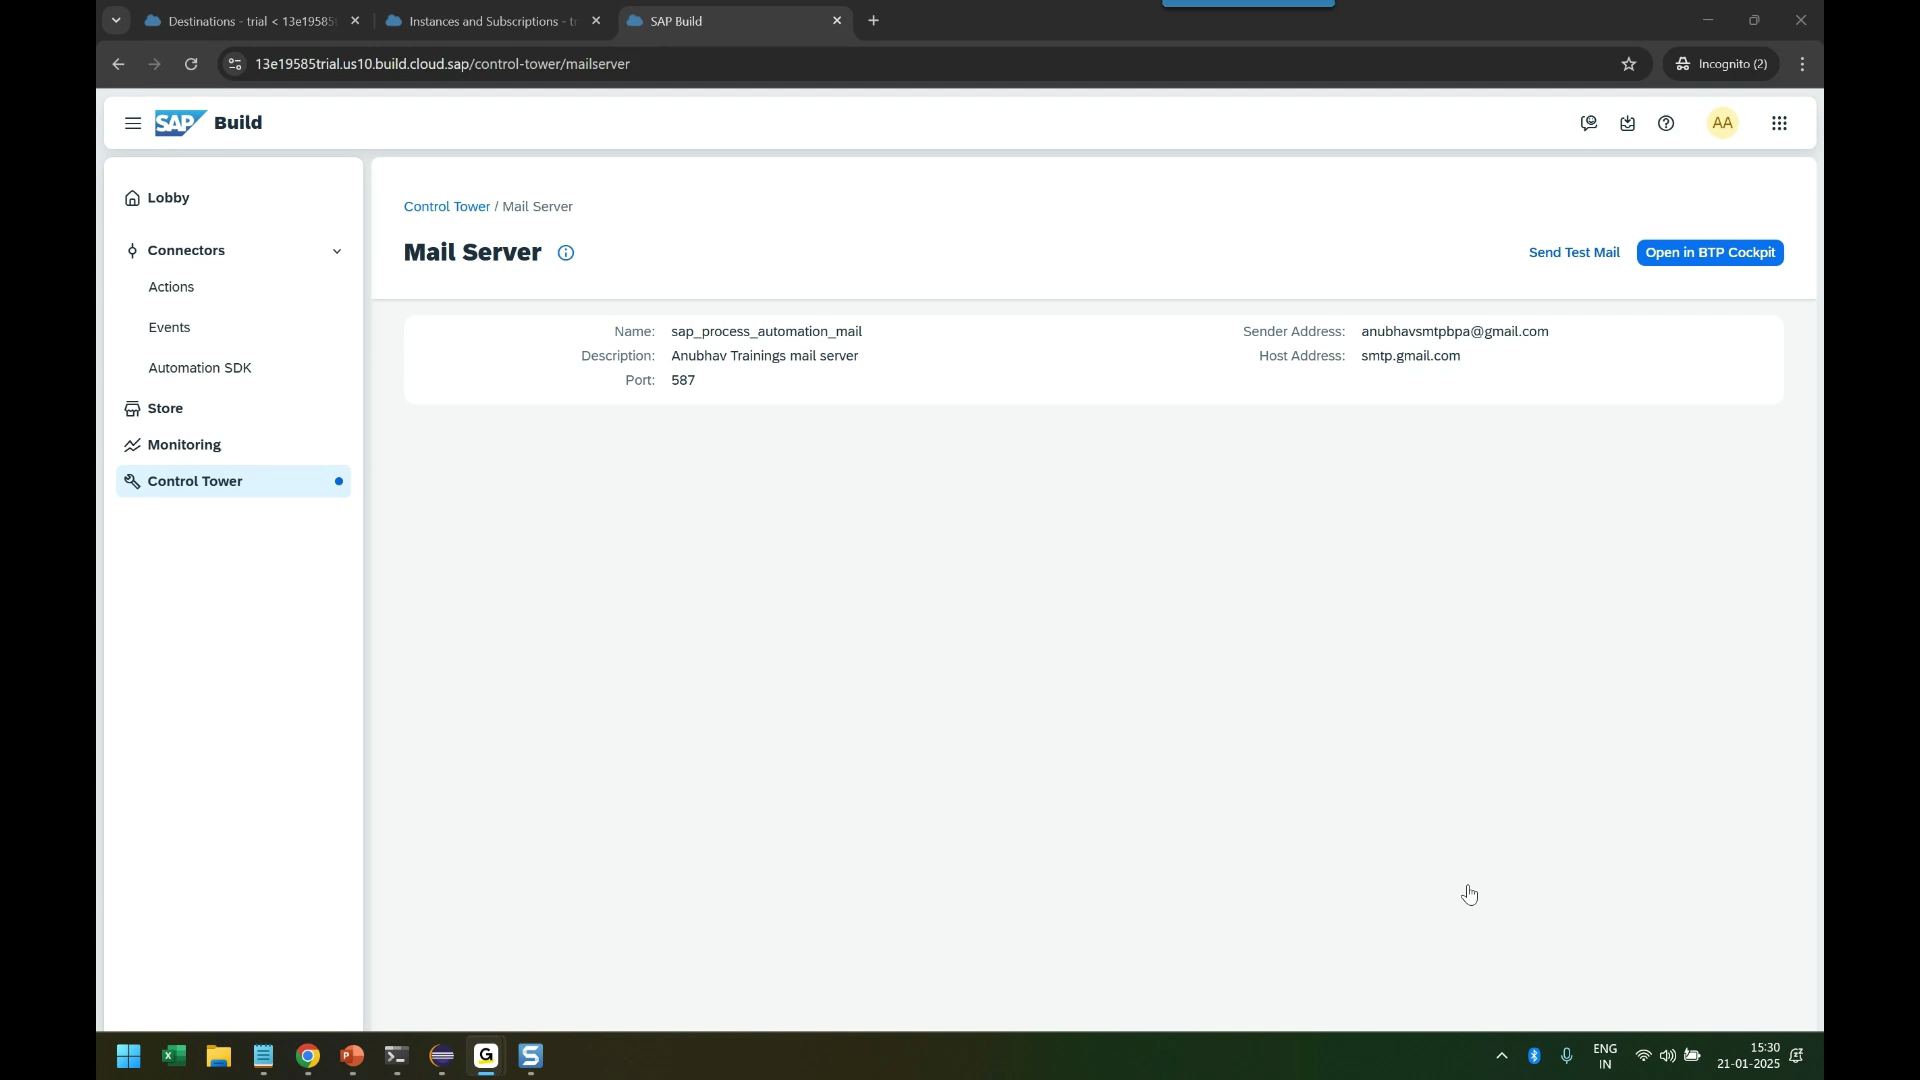 Destinations - trial < 13e19585
Instances and Subscriptions - tr
SAP Build
13e19585trial.us10.build.cloud.sap/control-tower/mailserver
Incognito (2)
SAP Build
AA
Lobby
Connectors
Actions
Events
Automation SDK
Store
Monitoring
Control Tower
Control Tower / Mail Server
Mail Server
Send Test Mail
Open in BTP Cockpit
Name: sap_process_automation_mail
Sender Address: anubhavsmtpbpa@gmail.com
Description: Anubhav Trainings mail server
Host Address: smtp.gmail.com
Port: 587
ENG
IN
15:30
21-01-2025